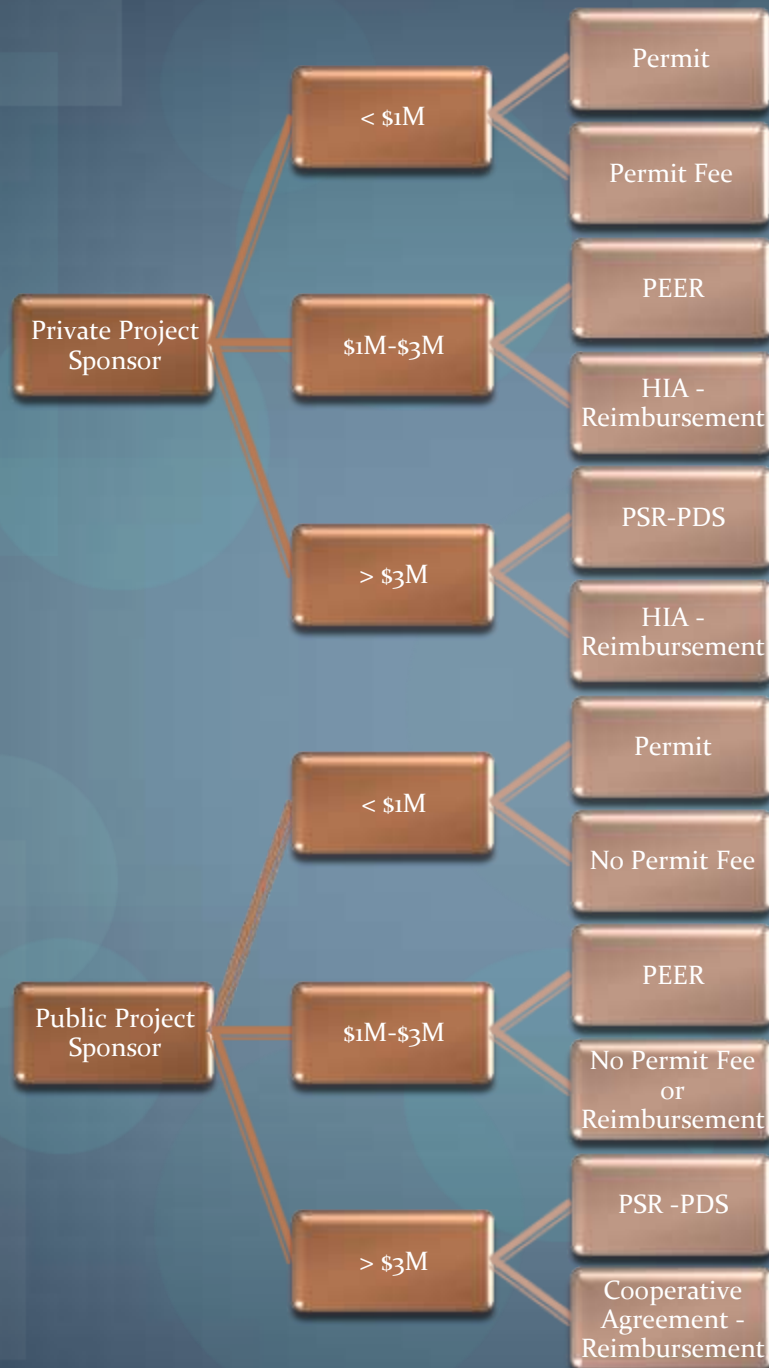 Private Project
Sponsor
< $1M
Permit
Permit Fee
$1M-$3M
PEER
HIA -
Reimbursement
> $3M
PSR-PDS
HIA -
Reimbursement
Public Project
Sponsor
< $1M
Permit
No Permit Fee
$1M-$3M
PEER
No Permit Fee
or
Reimbursement
> $3M
PSR -PDS
Cooperative
Agreement -
Reimbursement